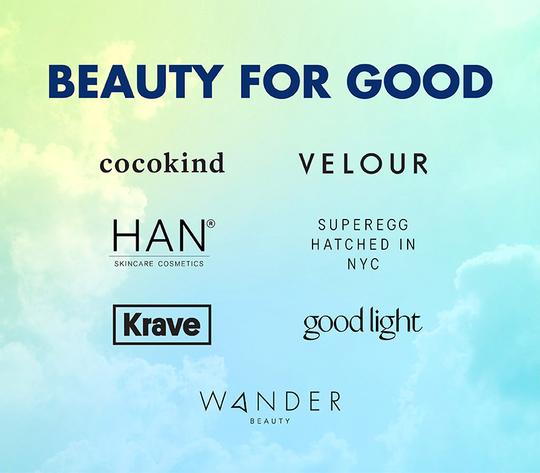 BEAUTY FOR GOOD
cocokind
VELOUR
HAN®
SKINCARE COSMETICS
SUPEREGG
HATCHED IN
NYC
Krave
good light
WANDER
BEAUTY